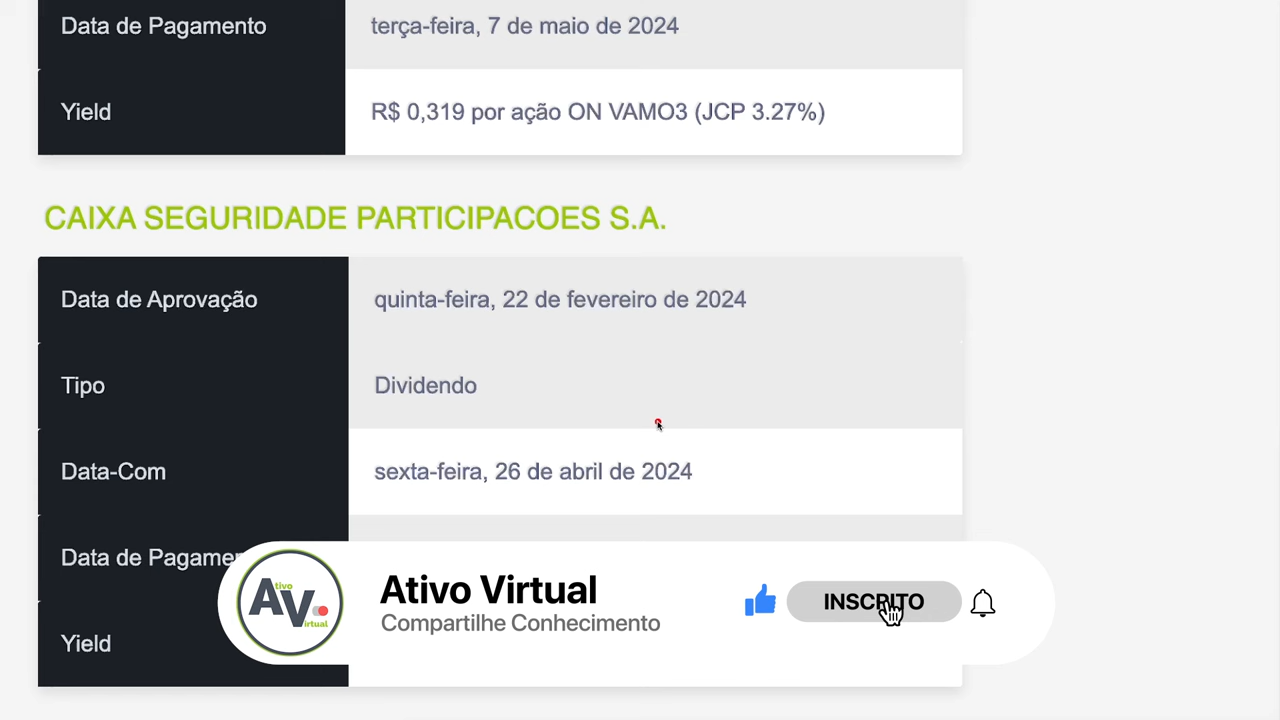 Data de Pagamento terça-feira, 7 de maio de 2024
Yield R$ 0,319 por ação ON VAMO3 (JCP 3.27%)
CAIXA SEGURIDADE PARTICIPACOES S.A.
Data de Aprovação quinta-feira, 22 de fevereiro de 2024
Tipo Dividendo
Data-Com sexta-feira, 26 de abril de 2024
Data de Pagamen
Yield
AV
tivo
irtual
Ativo Virtual
Compartilhe Conhecimento
INSCRITO